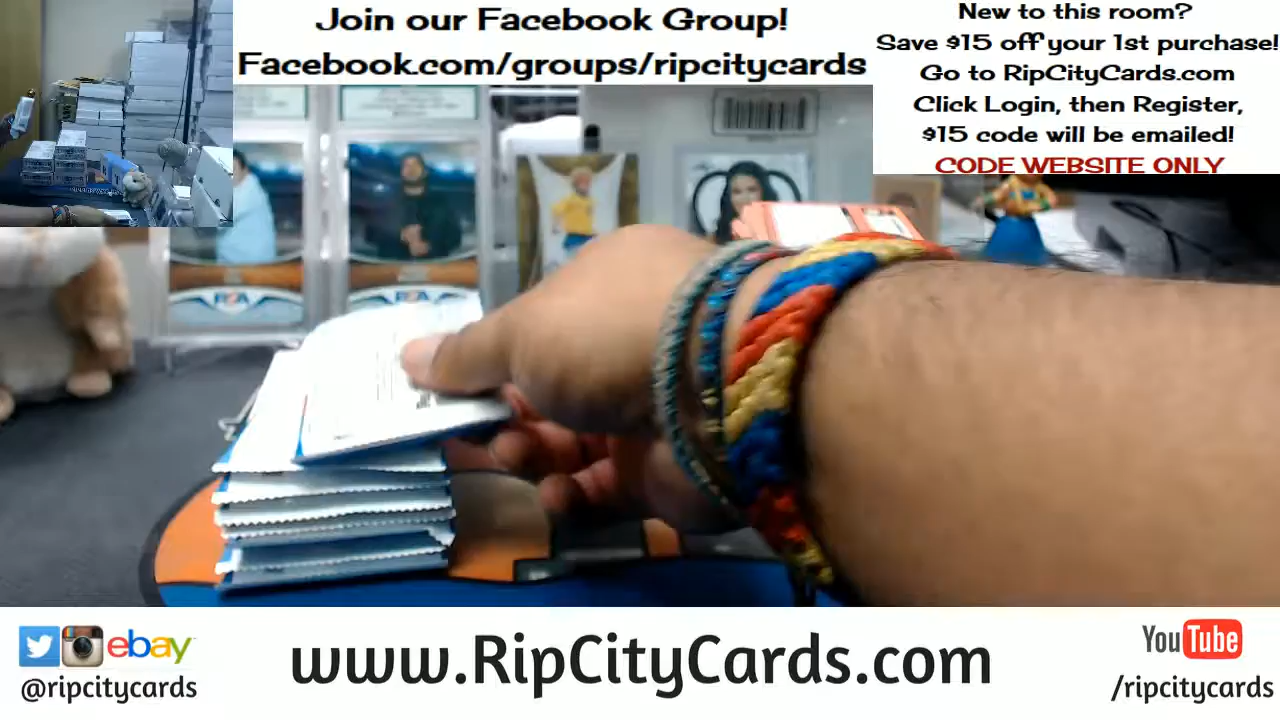 Join our Facebook Group!
Facebook.com/groups/ripcitycards
New to this room?
Save $15 off your 1st purchase!
Go to RipCityCards.com
Click Login, then Register,
$15 code will be emailed!
CODE WEBSITE ONLY
ebay
@ripcitycards
www.RipCityCards.com
YouTube
/ripcitycards